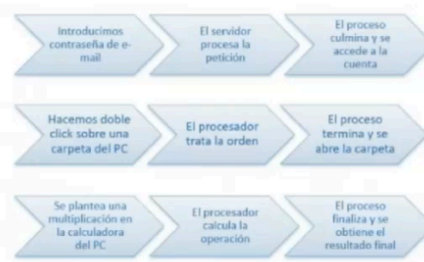 Introducimos
contraseña de e-
mail
El servidor
procesa la
petición
El proceso
culmina y se
accede a la
cuenta
Hacemos doble
click sobre una
carpeta del PC
El procesador
trata la orden
El proceso
termina y se
abre la carpeta
Se plantea una
multiplicación en
la calculadora
del PC
El procesador
calcula la
operación
El proceso
finaliza y se
obtiene el
resultado final